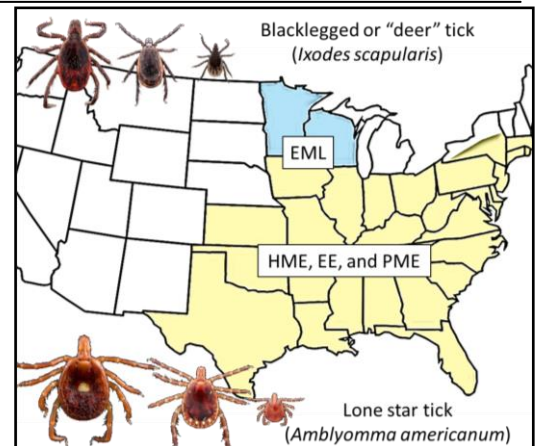 Blacklegged or “deer” tick
(Ixodes scapularis)
EML
HME, EE, and PME
Lone star tick
(Amblyomma americanum)